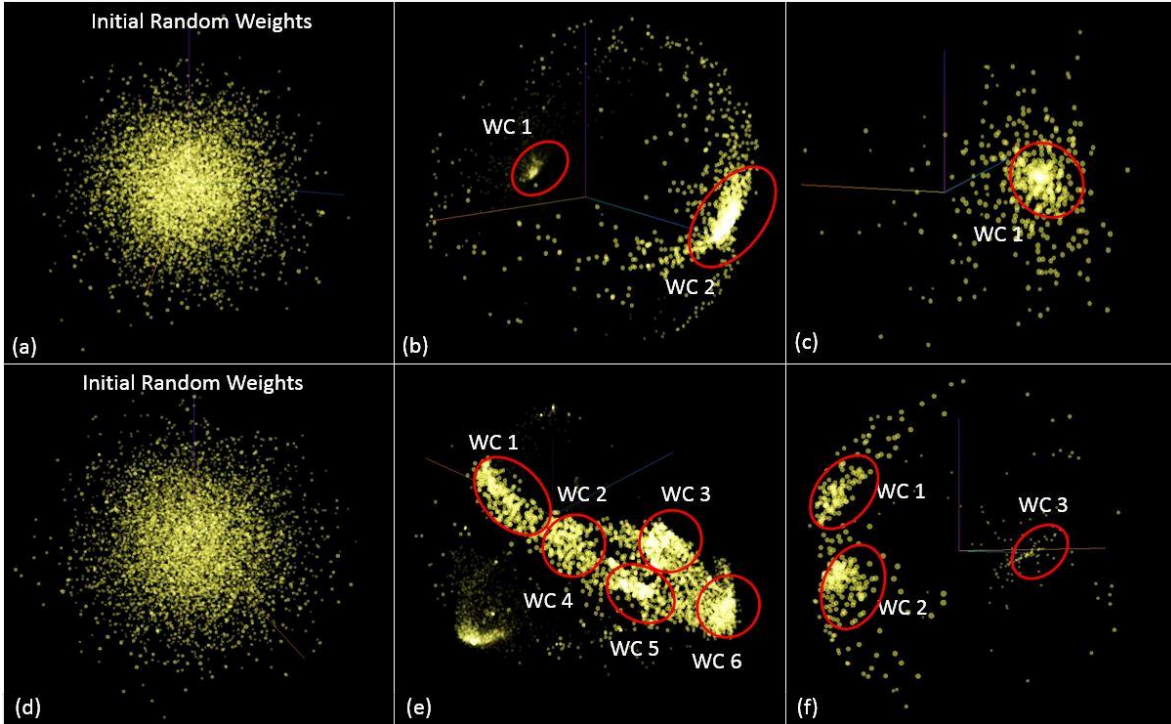 Initial Random Weights
WC 1
WC 2
(a)
(b)
WC 1
(c)
Initial Random Weights
(d)
WC 1
WC 2
WC 3
WC 4
WC 5
WC 6
(e)
WC 1
WC 3
WC 2
(f)